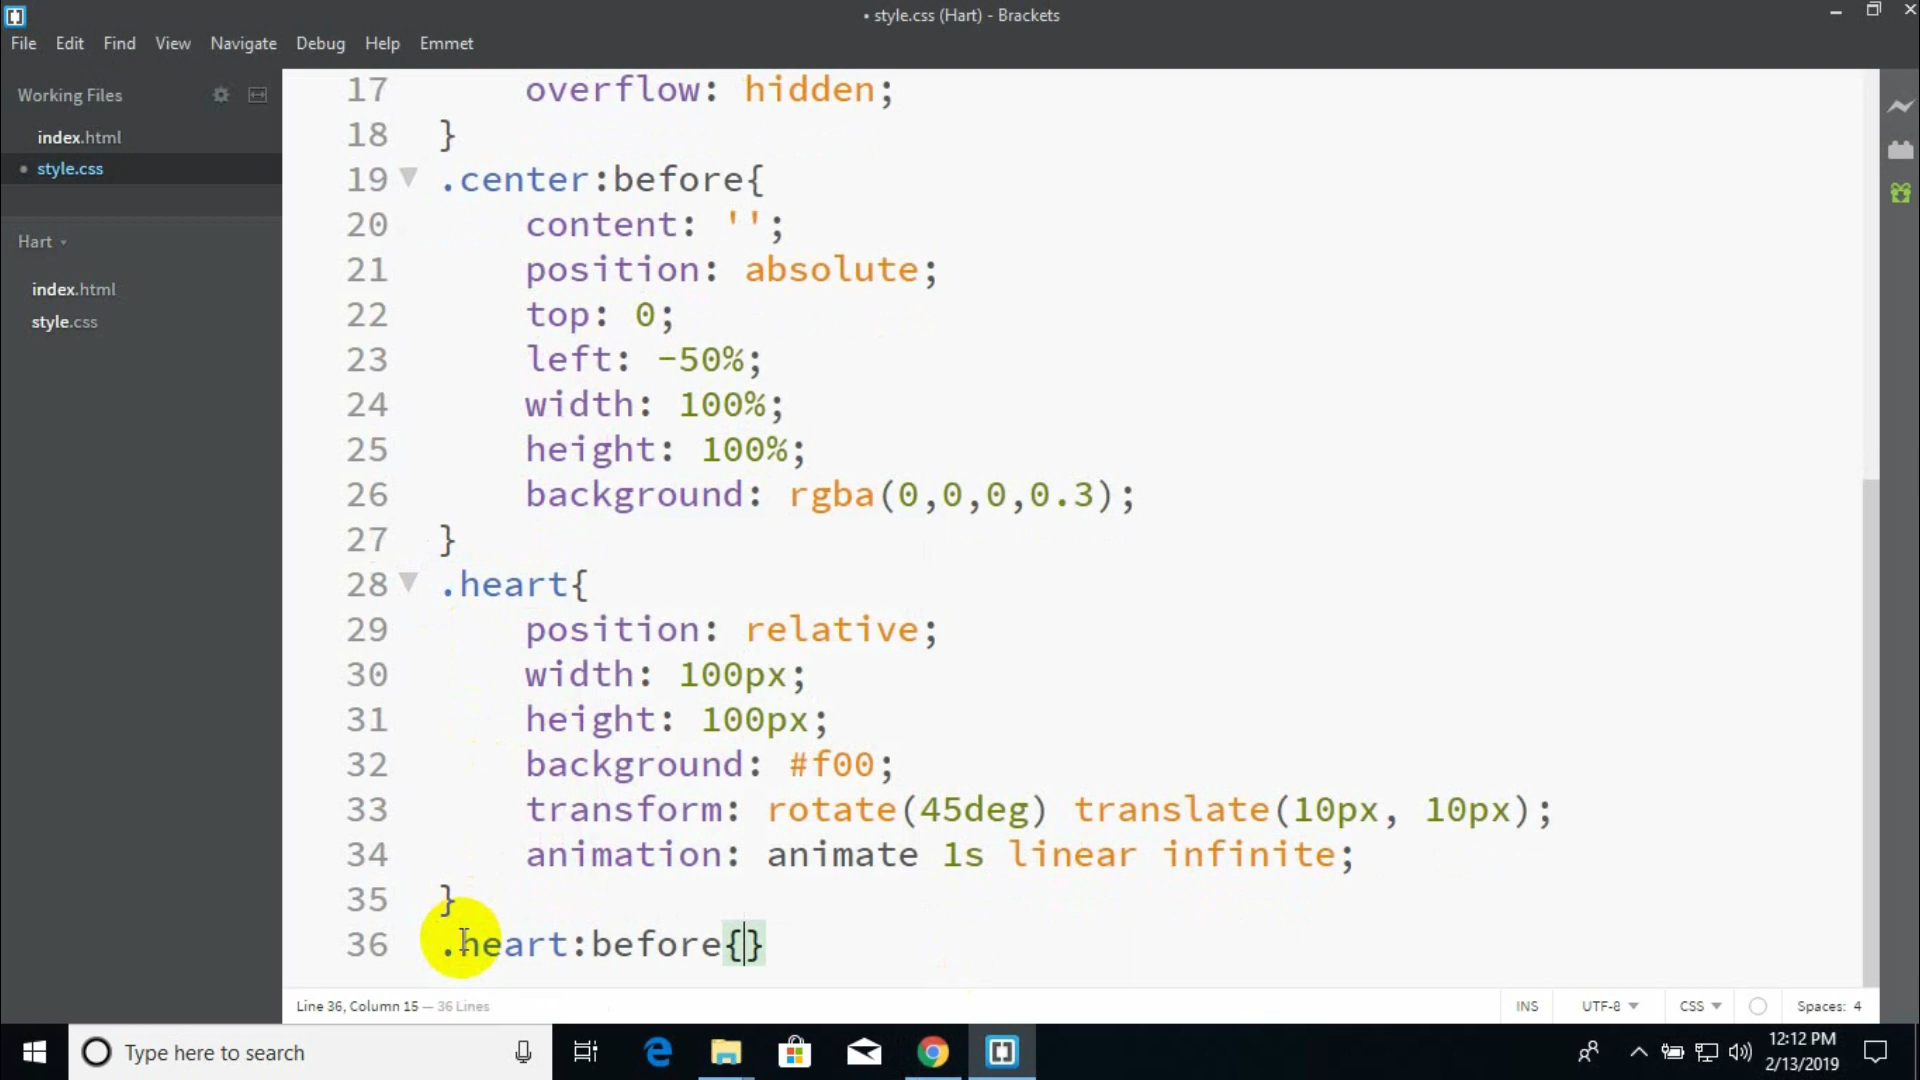 • style.css (Hart) - Brackets
File Edit Find View Navigate Debug Help Emmet
Working Files
index.html
• style.css
Hart
index.html
style.css
17 overflow: hidden;
18 }
19 .center:before{
20 content: '';
21 position: absolute;
22 top: 0;
23 left: -50%;
24 width: 100%;
25 height: 100%;
26 background: rgba(0,0,0,0.3);
27 }
28 .heart{
29 position: relative;
30 width: 100px;
31 height: 100px;
32 background: #f00;
33 transform: rotate(45deg) translate(10px, 10px);
34 animation: animate 1s linear infinite;
35 }
36 .heart:before{}
Line 36, Column 15 — 36 Lines
INS UTF-8 CSS Spaces: 4
Type here to search
12:12 PM
2/13/2019